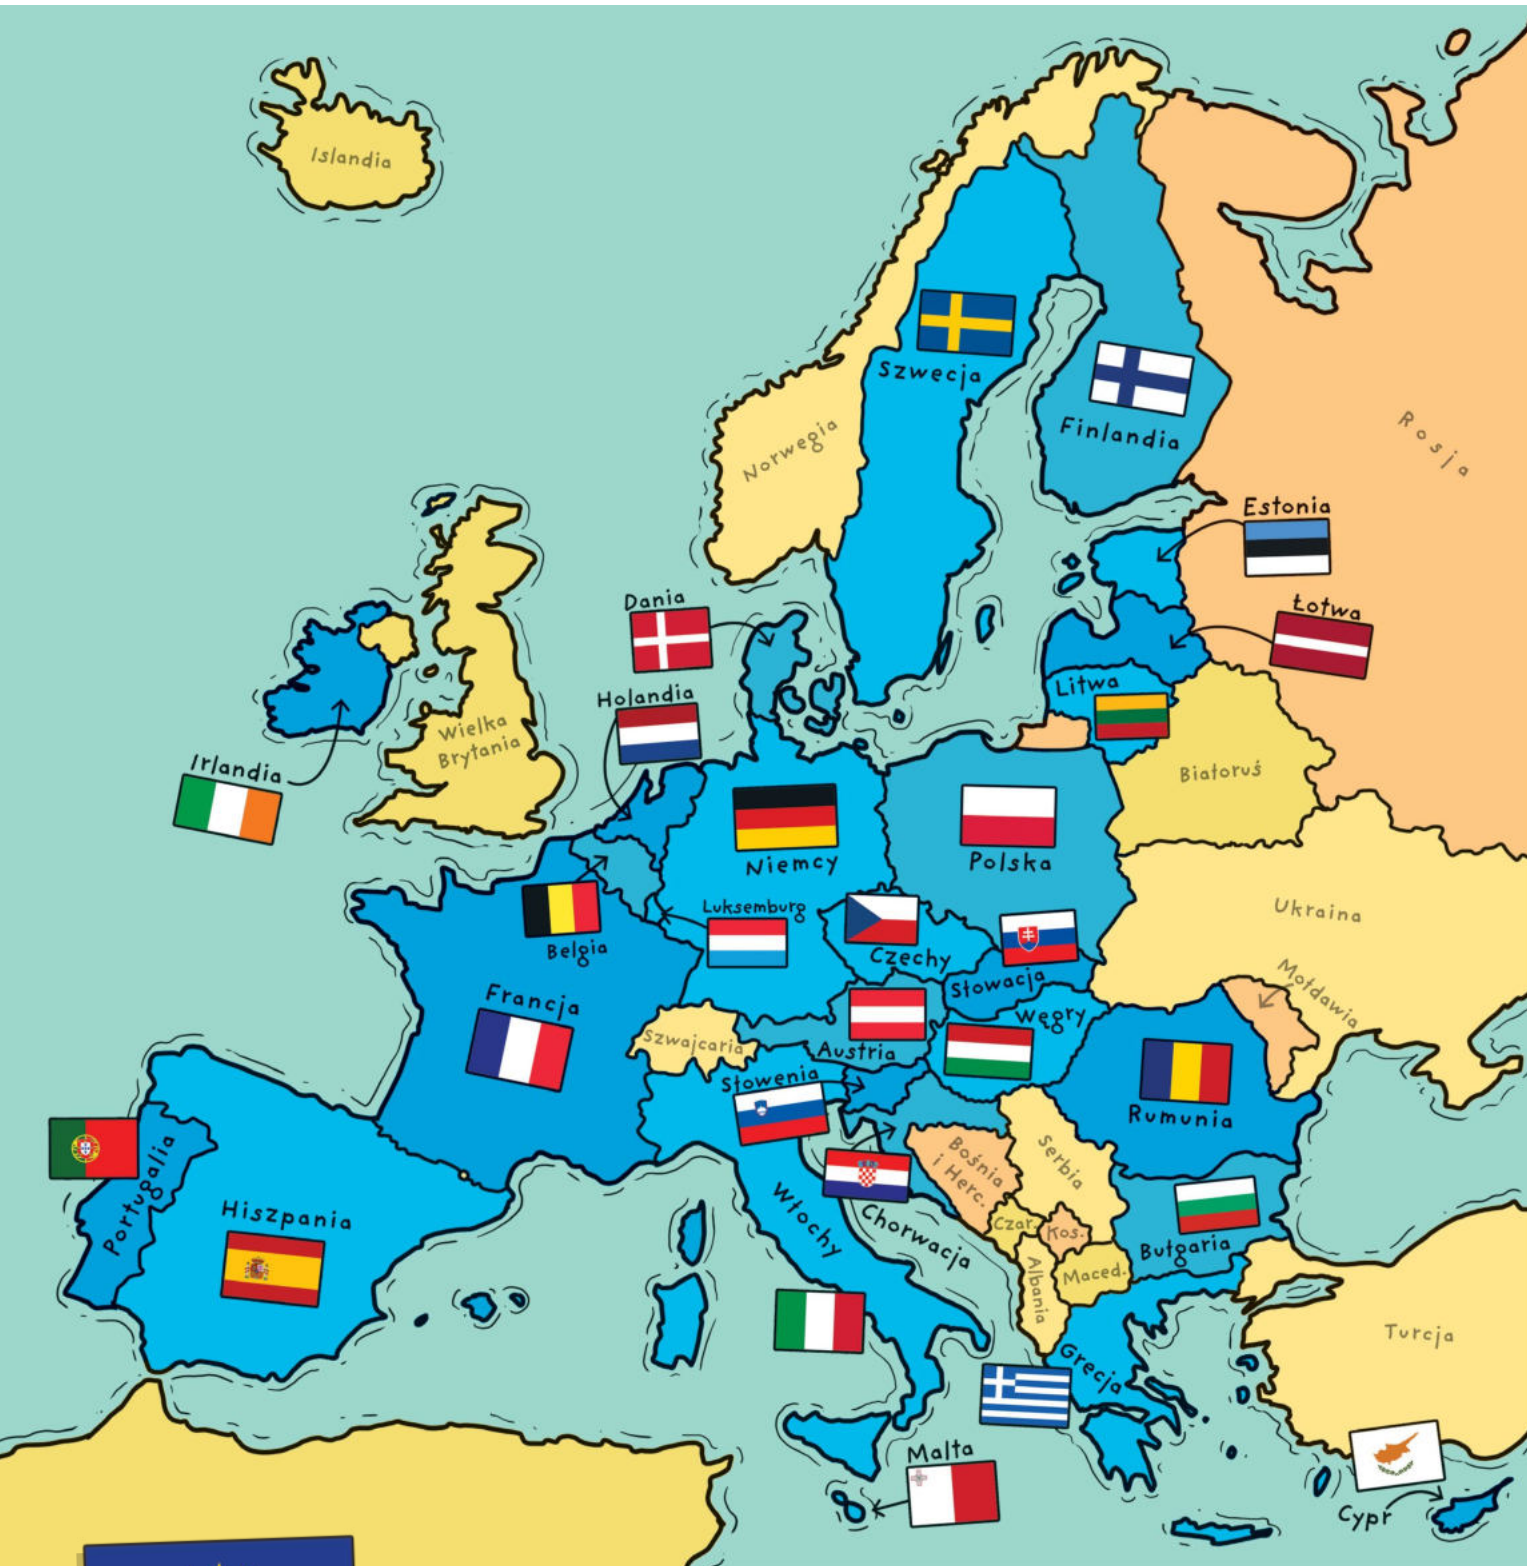 Islandia
Szwecja
Finlandia
Norwegia
Rosja
Estonia
Łotwa
Dania
Litwa
Holandia
Wielka
Brytania
Irlandia
Białoruś
Niemcy
Polska
Luksemburg
Belgia
Ukraina
Czechy
Słowacja
Mołdawia
Francja
Węgry
Szwajcaria
Austria
Słowenia
Rumunia
Portugalia
Bośnia
i Herc.
Serbia
Hiszpania
Włochy
Chorwacja
Czar.
Kos.
Bułgaria
Albania
Maced.
Turcja
Grecja
Malta
Cypr